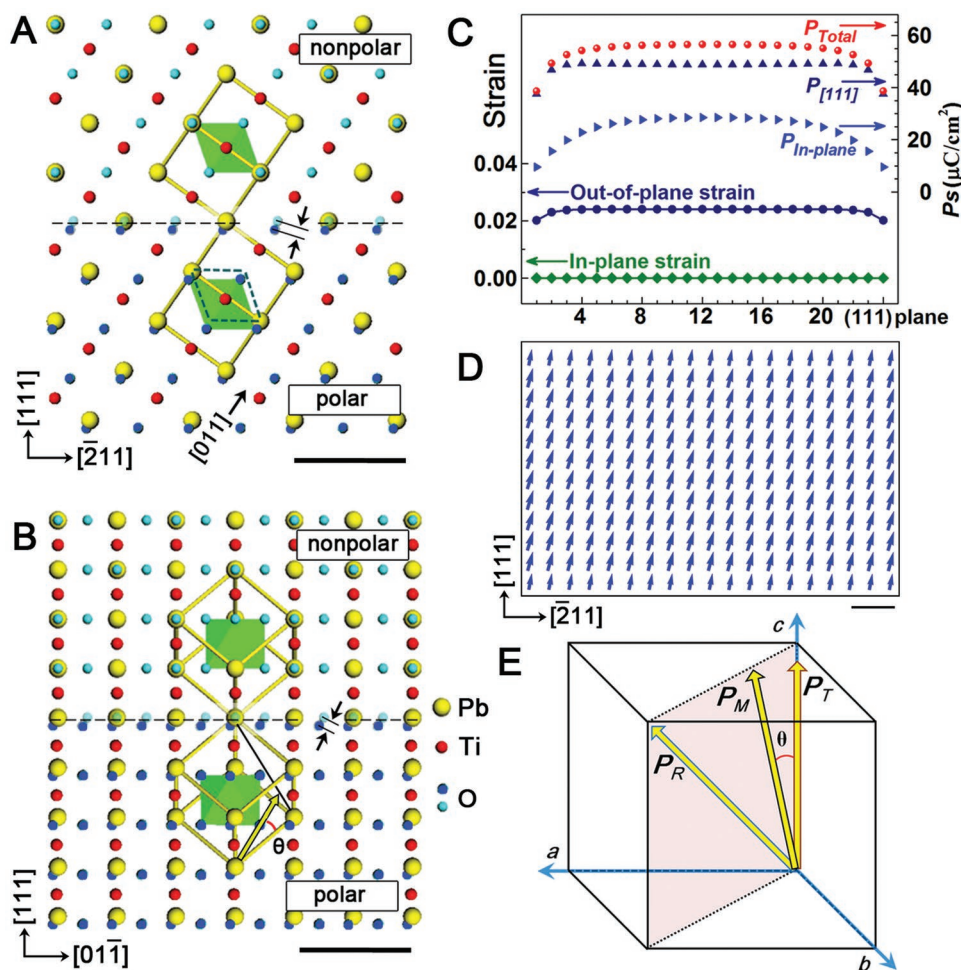 A
nonpolar
[011]
polar
[111]
[2̄11]
B
nonpolar
Pb
Ti
O
θ
polar
[111]
[011̄]
C
Strain
0.04
0.02
0.00
P_Total
P_[111]
P_In-plane
Out-of-plane strain
In-plane strain
60
40
20
0
Ps(μC/cm²)
4 8 12 16 20 (111) plane
D
[111]
[2̄11]
E
c
P_M
P_T
θ
P_R
a
b